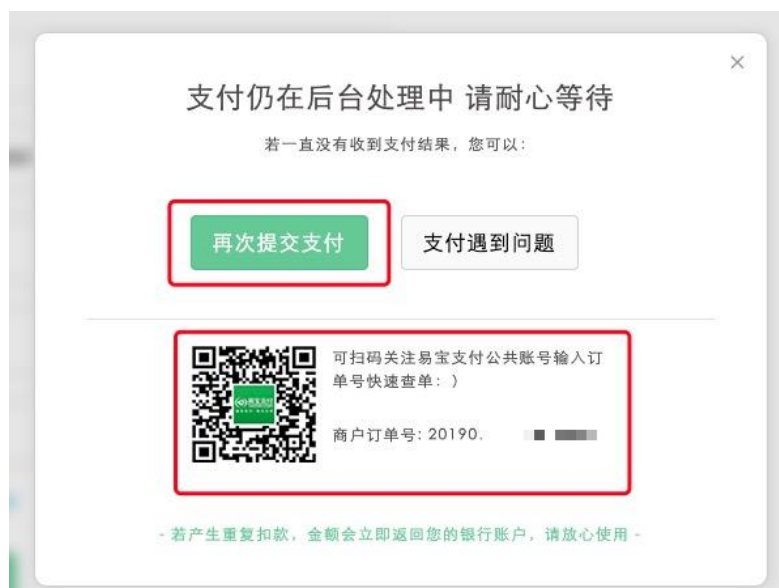 支付仍在后台处理中 请耐心等待
若一直没有收到支付结果，您可以：
再次提交支付
支付遇到问题
可扫码关注易宝支付公共账号输入订
单号快速查单：）
易宝支付
商户订单号: 20190.
- 若产生重复扣款，金额会立即返回您的银行账户，请放心使用 -